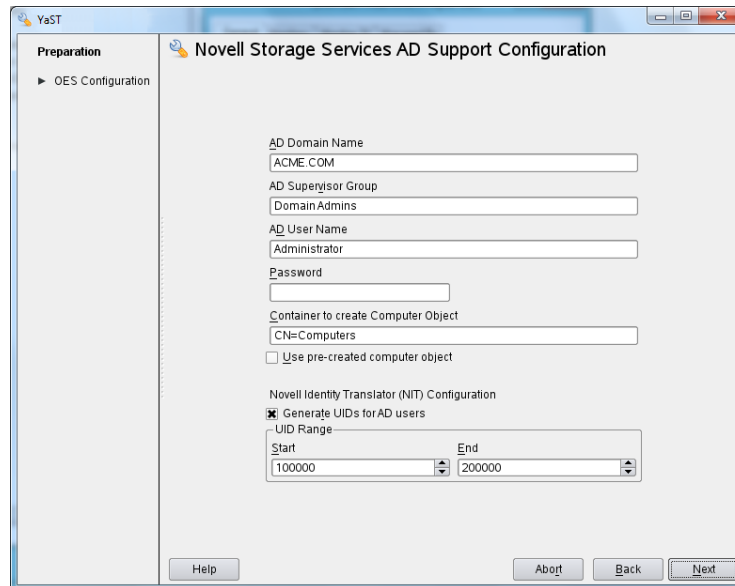 YaST
Preparation
OES Configuration
Novell Storage Services AD Support Configuration
AD Domain Name
ACME.COM
AD Supervisor Group
Domain Admins
AD User Name
Administrator
Password
Container to create Computer Object
CN=Computers
Use pre-created computer object
Novell Identity Translator (NIT) Configuration
Generate UIDs for AD users
UID Range
Start End
100000 200000
Help Abort Back Next